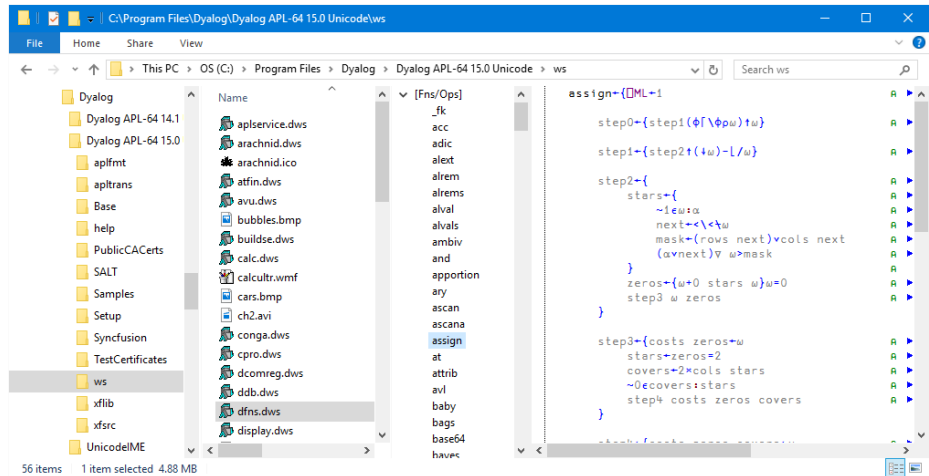 C:\Program Files\Dyalog\Dyalog APL-64 15.0 Unicode\ws
File Home Share View
This PC > OS (C:) > Program Files > Dyalog > Dyalog APL-64 15.0 Unicode > ws
Search ws
Dyalog
Dyalog APL-64 14.1
Dyalog APL-64 15.0
aplfmt
apltrans
Base
help
PublicCACerts
SALT
Samples
Setup
Syncfusion
TestCertificates
ws
xflib
xfsrc
UnicodeIME
Name
aplservice.dws
arachnid.dws
arachnid.ico
atfin.dws
avu.dws
bubbles.bmp
buildse.dws
calc.dws
calcultr.wmf
cars.bmp
ch2.avi
conga.dws
cpro.dws
dcomreg.dws
ddb.dws
dfns.dws
display.dws
[Fns/Ops]
_fk
acc
adic
alext
alrem
alrems
alval
alvals
ambiv
and
apportion
ary
ascan
ascana
assign
at
attrib
avl
baby
bags
base64
bayes
assign←{⎕ML←1
step0←{step1(⌽⌈\⌽⍴⍵)↑⍵}
step1←{step2↑(↓⍵)-⌊/⍵}
step2←{
stars←{
~1∊⍵:⍺
next←<\<⍀⍵
mask←(rows next)∨cols next
(⍺∨next)∇ ⍵>mask
}
zeros←{⍵+0 stars ⍵}⍵=0
step3 ⍵ zeros
}
step3←{costs zeros←⍵
stars←zeros=2
covers←2×cols stars
~0∊covers:stars
step4 costs zeros covers
}
56 items 1 item selected 4.88 MB